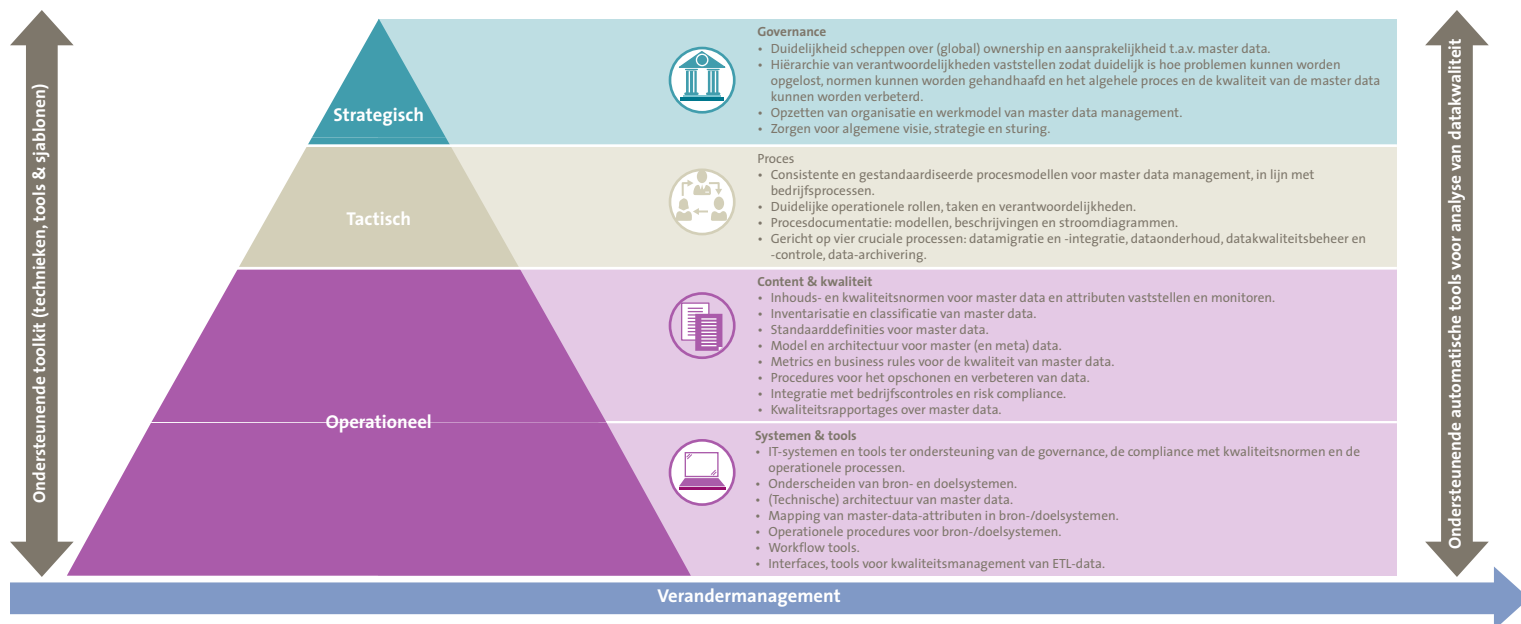 Ondersteunende toolkit (technieken, tools & sjablonen)
Strategisch
Tactisch
Operationeel
Governance
• Duidelijkheid scheppen over (global) ownership en aansprakelijkheid t.a.v. master data.
• Hiërarchie van verantwoordelijkheden vaststellen zodat duidelijk is hoe problemen kunnen worden
opgelost, normen kunnen worden gehandhaafd en het algehele proces en de kwaliteit van de master data
kunnen worden verbeterd.
• Opzetten van organisatie en werkmodel van master data management.
• Zorgen voor algemene visie, strategie en sturing.
Proces
• Consistente en gestandaardiseerde procesmodellen voor master data management, in lijn met
bedrijfsprocessen.
• Duidelijke operationele rollen, taken en verantwoordelijkheden.
• Procesdocumentatie: modellen, beschrijvingen en stroomdiagrammen.
• Gericht op vier cruciale processen: datamigratie en -integratie, dataonderhoud, datakwaliteitsbeheer en
-controle, data-archivering.
Content & kwaliteit
• Inhouds- en kwaliteitsnormen voor master data en attributen vaststellen en monitoren.
• Inventarisatie en classificatie van master data.
• Standaarddefinities voor master data.
• Model en architectuur voor master (en meta) data.
• Metrics en business rules voor de kwaliteit van master data.
• Procedures voor het opschonen en verbeteren van data.
• Integratie met bedrijfscontroles en risk compliance.
• Kwaliteitsrapportages over master data.
Systemen & tools
• IT-systemen en tools ter ondersteuning van de governance, de compliance met kwaliteitsnormen en de
operationele processen.
• Onderscheiden van bron- en doelsystemen.
• (Technische) architectuur van master data.
• Mapping van master-data-attributen in bron-/doelsystemen.
• Operationele procedures voor bron-/doelsystemen.
• Workflow tools.
• Interfaces, tools voor kwaliteitsmanagement van ETL-data.
Ondersteunende automatische tools voor analyse van datakwaliteit
Verandermanagement